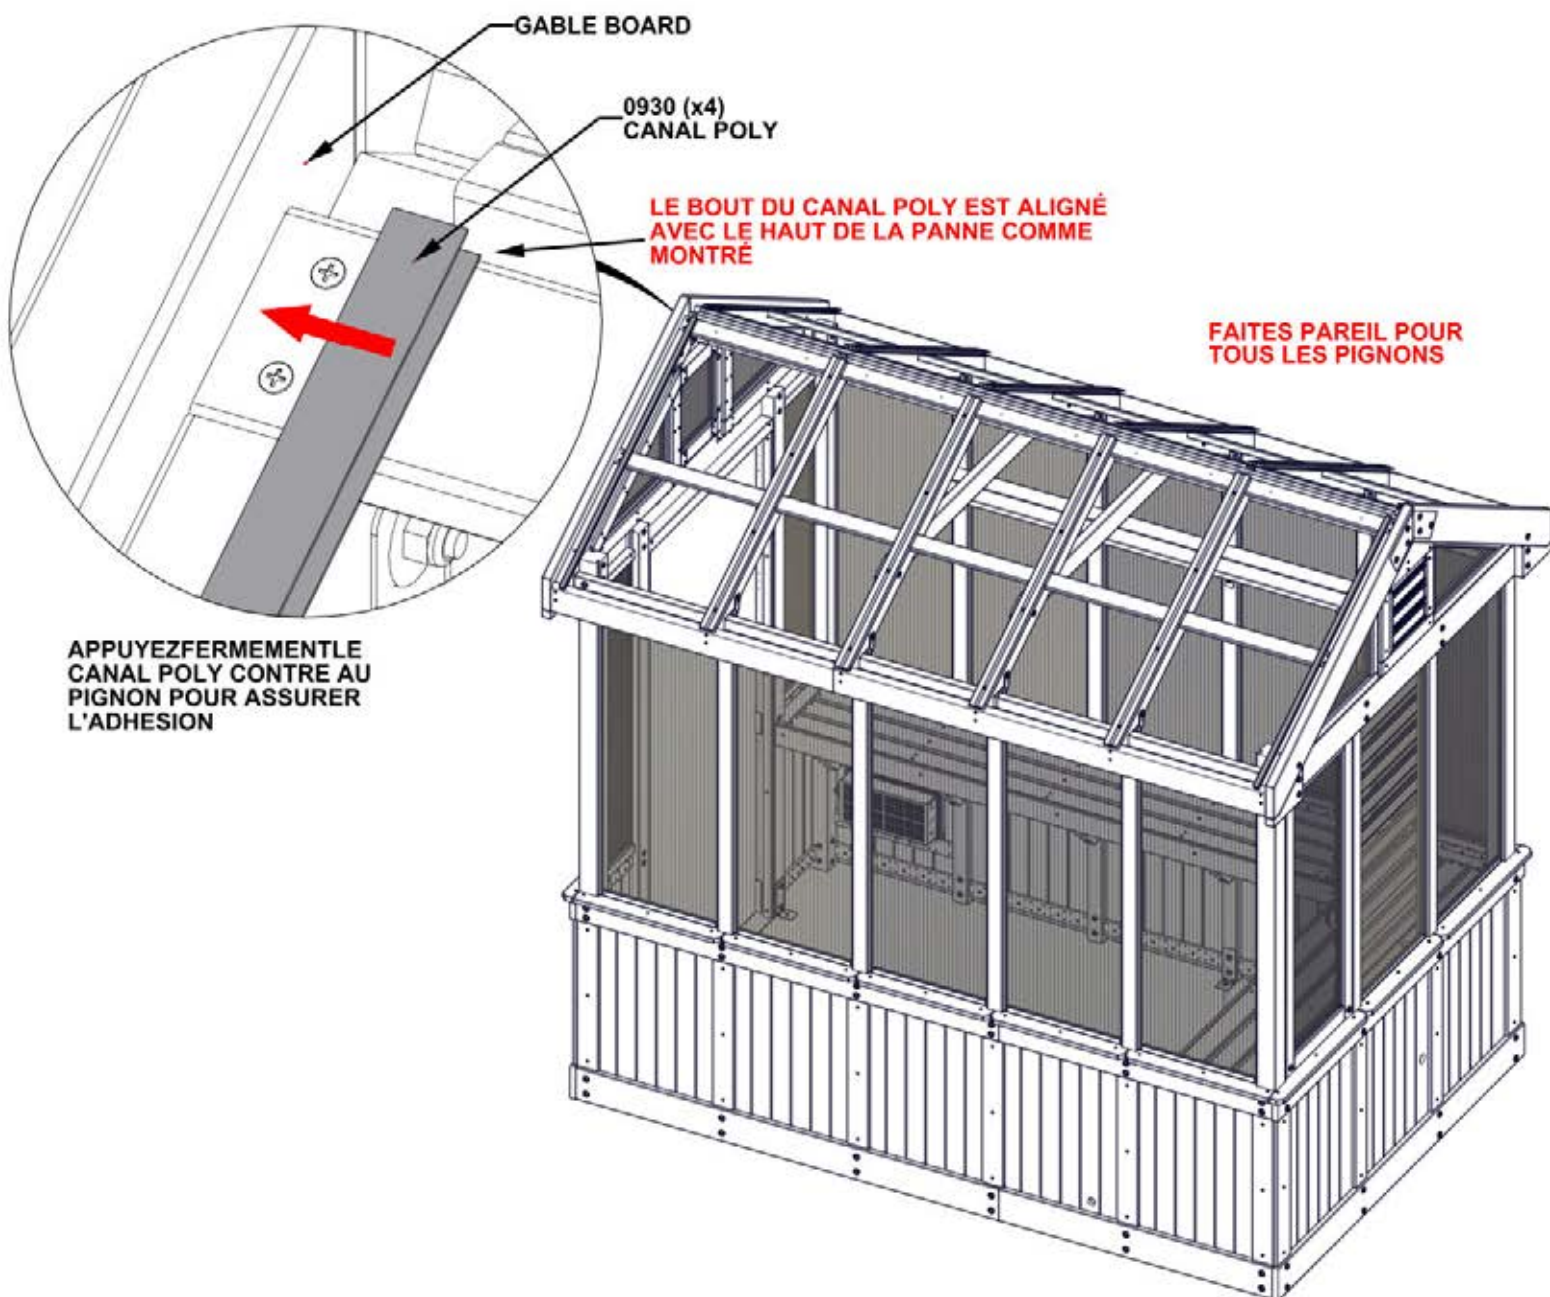 GABLE BOARD
0930 (x4)
CANAL POLY
LE BOUT DU CANAL POLY EST ALIGNÉ
AVEC LE HAUT DE LA PANNE COMME
MONTRÉ
FAITES PAREIL POUR
TOUS LES PIGNONS
APPUYEZFERMEMENTLE
CANAL POLY CONTRE AU
PIGNON POUR ASSURER
L'ADHESION